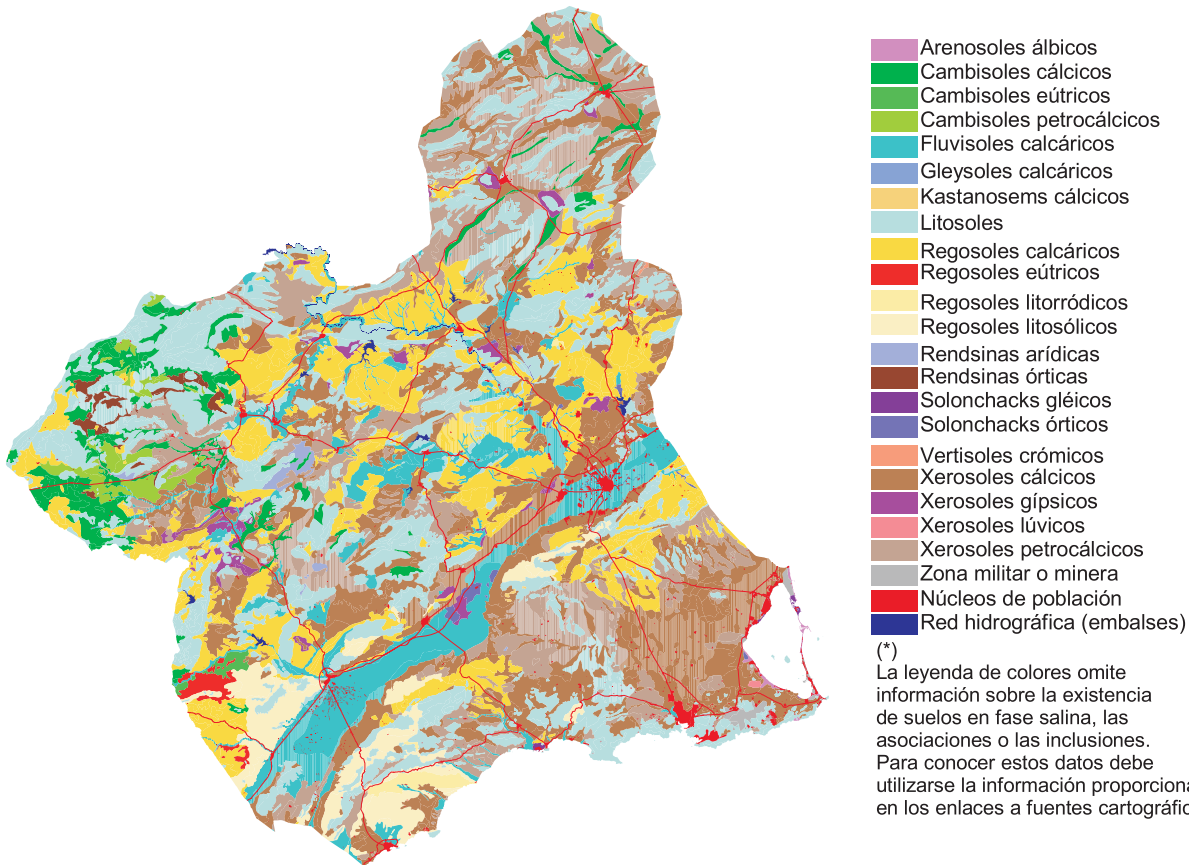 Arenosoles álbicos
Cambisoles cálcicos
Cambisoles eútricos
Cambisoles petrocálcicos
Fluvisoles calcáricos
Gleysoles calcáricos
Kastanosems cálcicos
Litosoles
Regosoles calcáricos
Regosoles eútricos
Regosoles litorródicos
Regosoles litosólicos
Rendsinas arídicas
Rendsinas órticas
Solonchacks gléicos
Solonchacks órticos
Vertisoles crómicos
Xerosoles cálcicos
Xerosoles gípsicos
Xerosoles lúvicos
Xerosoles petrocálcicos
Zona militar o minera
Núcleos de población
Red hidrográfica (embalses)
(*)
La leyenda de colores omite
información sobre la existencia
de suelos en fase salina, las
asociaciones o las inclusiones.
Para conocer estos datos debe
utilizarse la información proporciona
en los enlaces a fuentes cartográfic